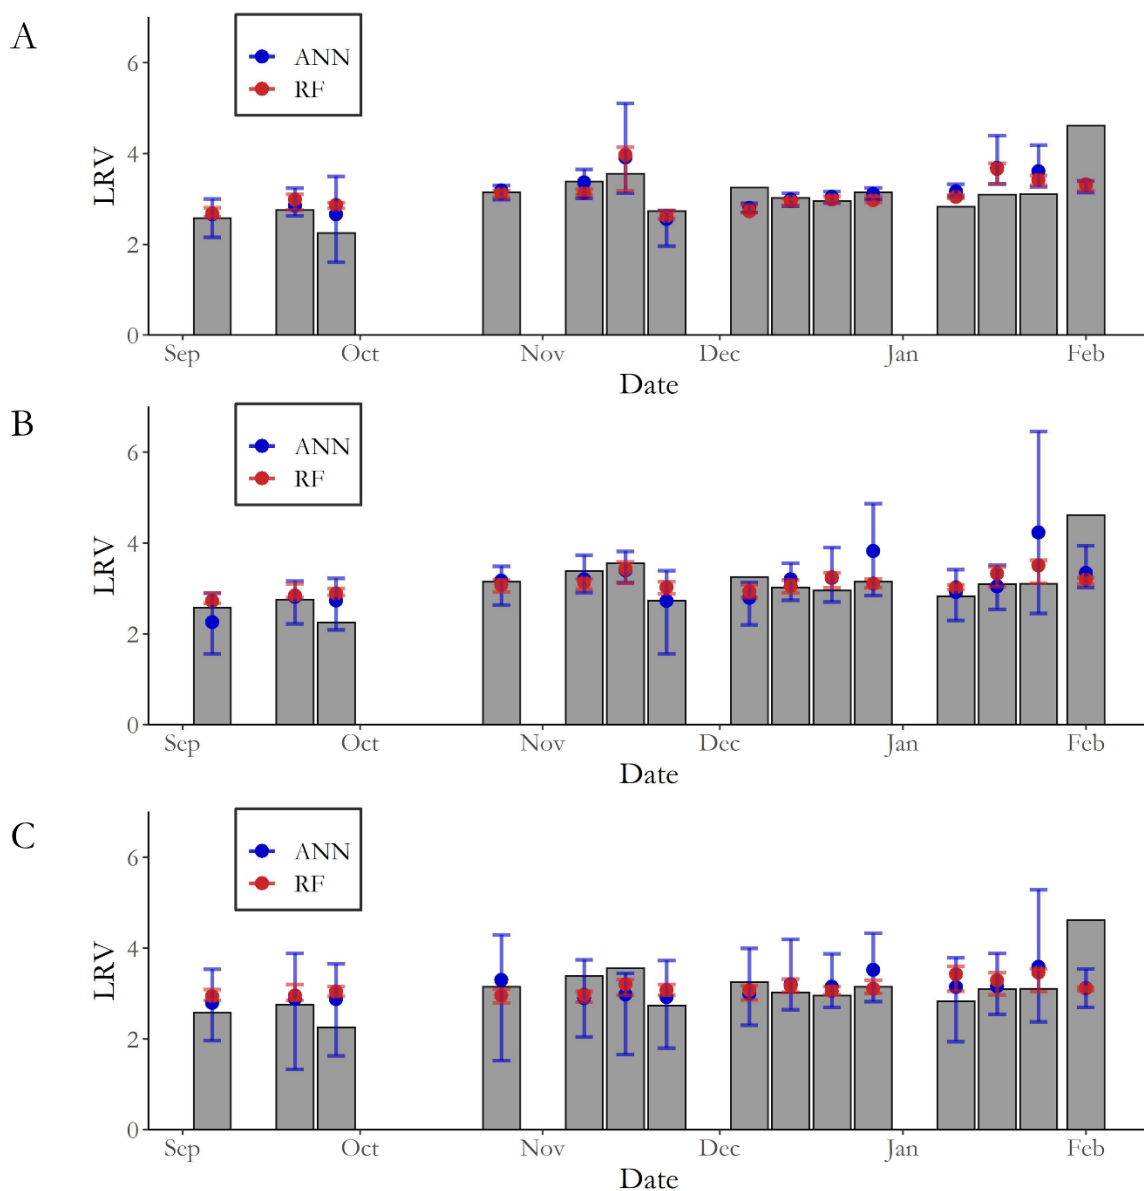 A
ANN
RF
LRV
6
4
2
0
Sep Oct Nov Dec Jan Feb
Date
B
ANN
RF
LRV
6
4
2
0
Sep Oct Nov Dec Jan Feb
Date
C
ANN
RF
LRV
6
4
2
0
Sep Oct Nov Dec Jan Feb
Date